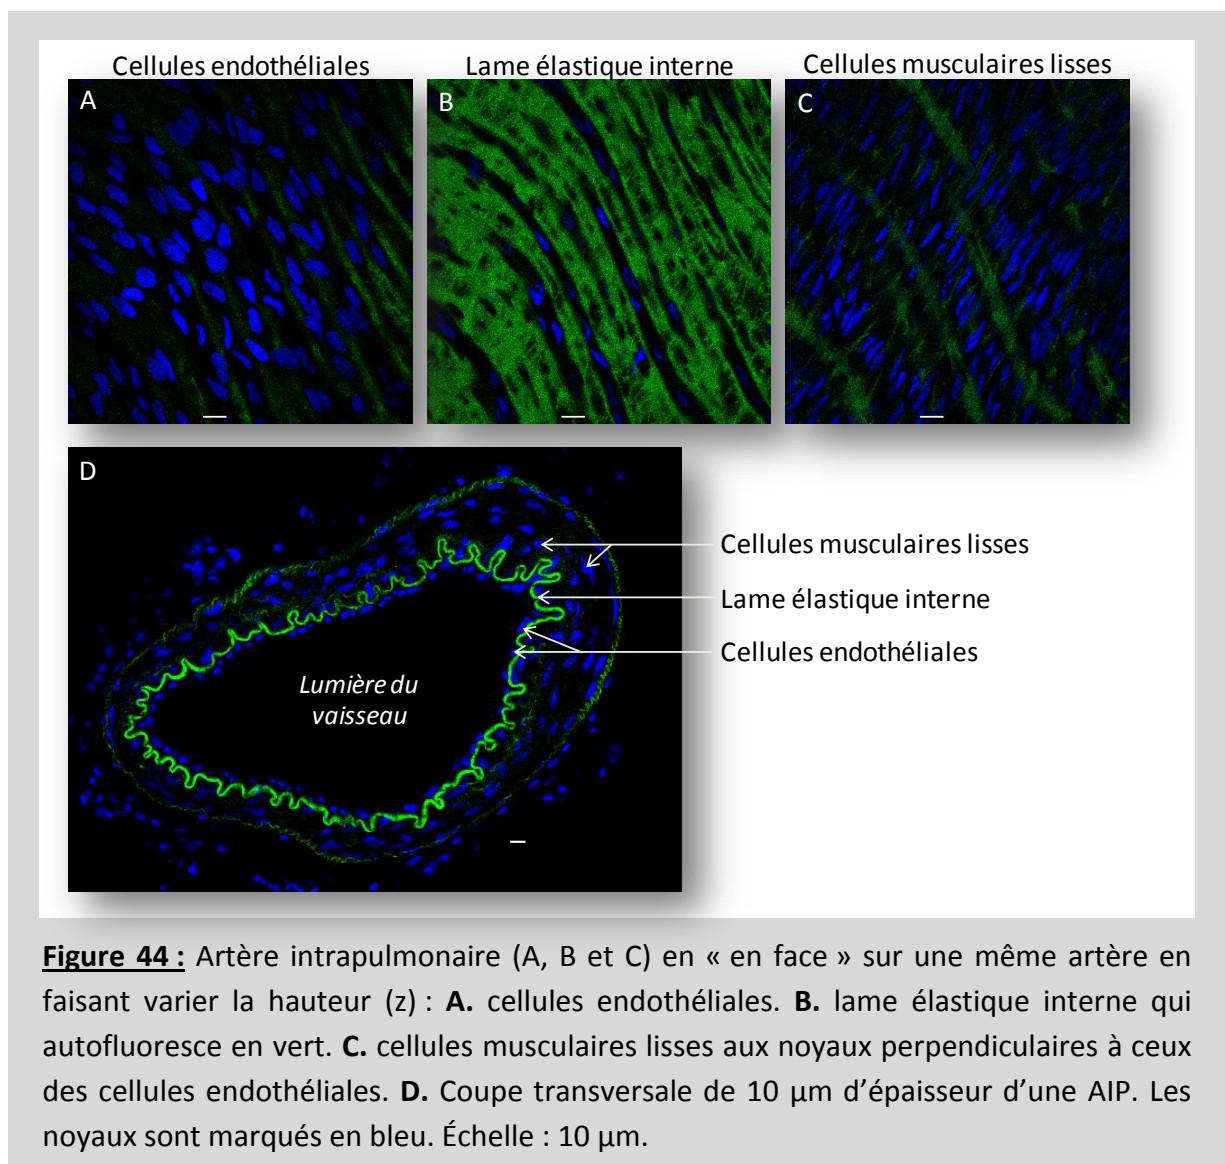 Cellules endothéliales
Lame élastique interne
Cellules musculaires lisses
A
B
C
D
Cellules musculaires lisses
Lame élastique interne
Cellules endothéliales
Lumière du
vaisseau
Figure 44 : Artère intrapulmonaire (A, B et C) en « en face » sur une même artère en
faisant varier la hauteur (z) : A. cellules endothéliales. B. lame élastique interne qui
autofluoresce en vert. C. cellules musculaires lisses aux noyaux perpendiculaires à ceux
des cellules endothéliales. D. Coupe transversale de 10 µm d’épaisseur d’une AIP. Les
noyaux sont marqués en bleu. Échelle : 10 µm.